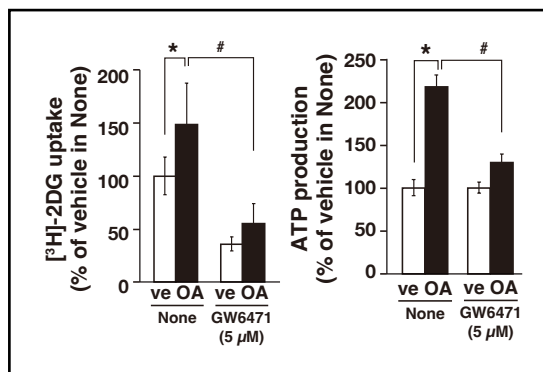 [³H]-2DG uptake
(% of vehicle in None)
200
150
100
50
0
*
#
ve OA
ve OA
None
GW6471
(5 µM)
ATP production
(% of vehicle in None)
250
200
150
100
50
0
*
#
ve OA
ve OA
None
GW6471
(5 µM)